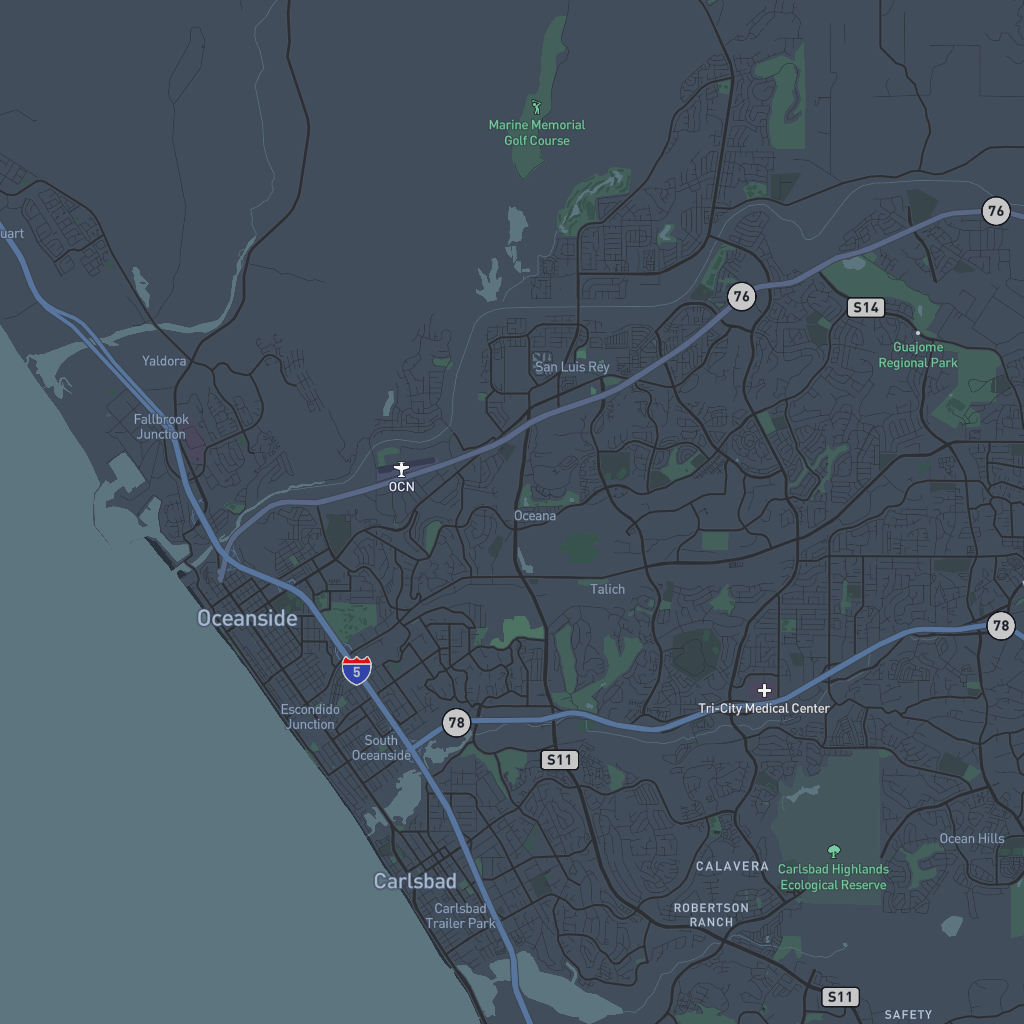 Marine Memorial
Golf Course
76
uart
76
S14
Guajome
Regional Park
Yaldora
San Luis Rey
Fallbrook
Junction
OCN
Oceana
Talich
Oceanside
78
5
Tri-City Medical Center
Escondido
Junction
78
South
Oceanside
S11
Ocean Hills
CALAVERA
Carlsbad Highlands
Ecological Reserve
Carlsbad
Carlsbad
Trailer Park
ROBERTSON
RANCH
S11
SAFETY